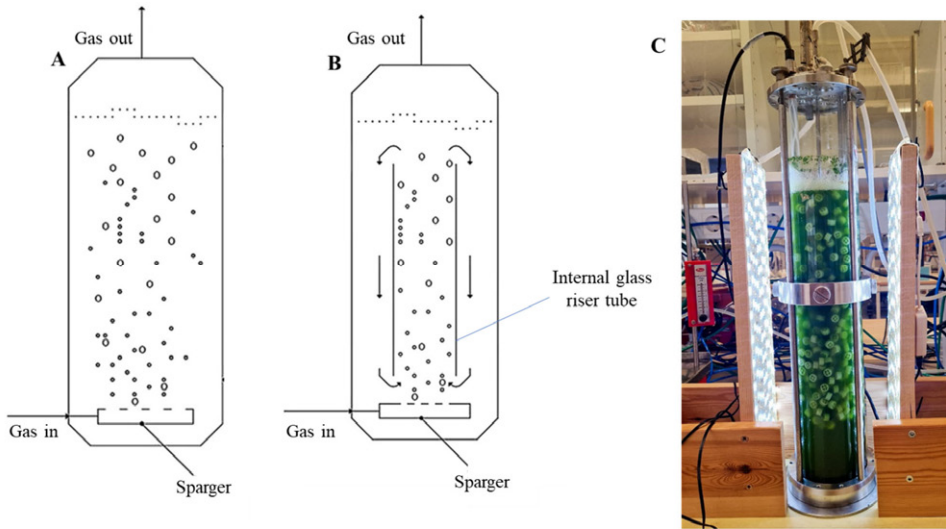 A
Gas out
Gas in
Sparger
B
Gas out
Gas in
Sparger
Internal glass
riser tube
C